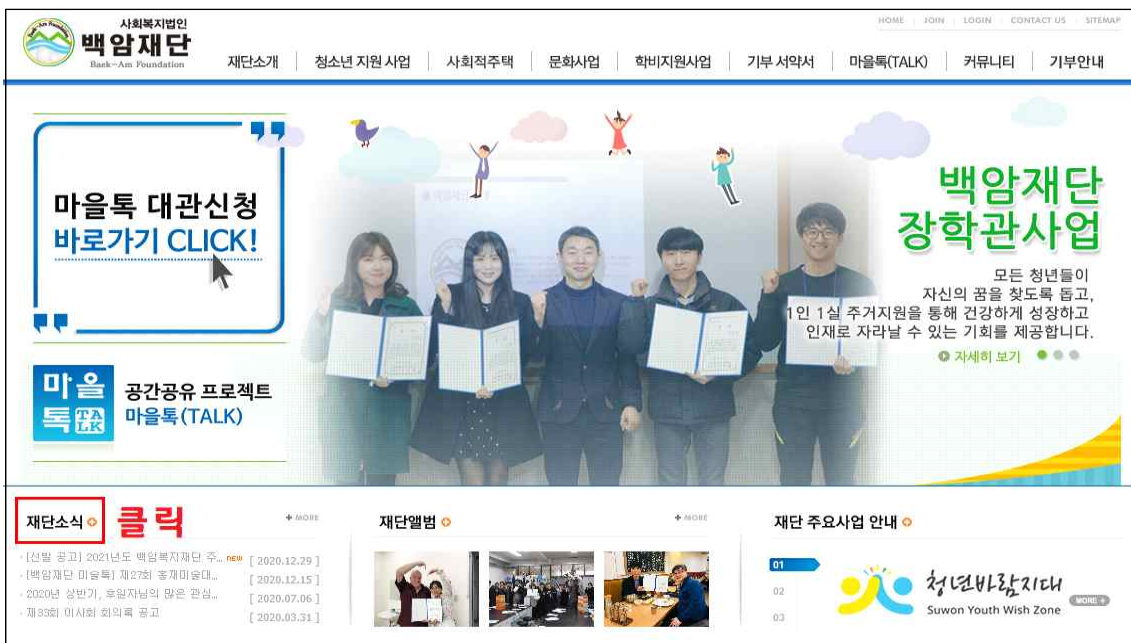 사회복지법인
백암재단
Baek-Am Foundation
HOME JOIN LOGIN CONTACT US SITEMAP
재단소개 청소년 지원 사업 사회적주택 문화사업 학비지원사업 기부 서약서 마을톡(TALK) 커뮤니티 기부안내
마을톡 대관신청
바로가기 CLICK!
백암재단
장학관사업
모든 청년들이
자신의 꿈을 찾도록 돕고,
1인 1실 주거지원을 통해 건강하게 성장하고
인재로 자라날 수 있는 기회를 제공합니다.
자세히 보기
마을
톡 TALK
공간공유 프로젝트
마을톡(TALK)
재단소식 클릭 + MORE
[선발 공고] 2021년도 백암복지재단 주... NEW [ 2020.12.29 ]
[백암재단 미술톡] 제27회 홍재미술대... [ 2020.12.15 ]
2020년 상반기, 후원자님의 많은 관심... [ 2020.07.06 ]
제33회 이사회 회의록 공고 [ 2020.03.31 ]
재단앨범 + MORE
재단 주요사업 안내
01
02
03
청년바람지대
Suwon Youth Wish Zone
MORE +